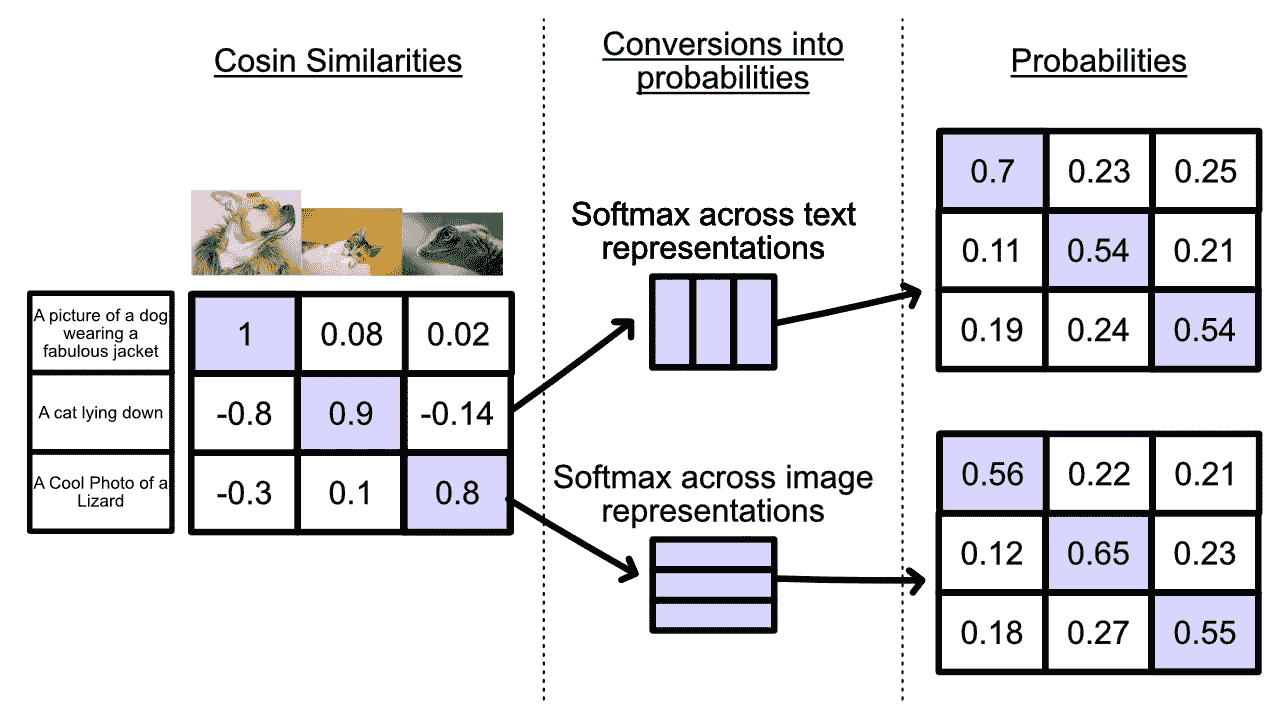 Cosin Similarities
Conversions into
probabilities
Probabilities
A picture of a dog
wearing a
fabulous jacket
A cat lying down
A Cool Photo of a
Lizard
1 0.08 0.02
-0.8 0.9 -0.14
-0.3 0.1 0.8
Softmax across text
representations
Softmax across image
representations
0.7 0.23 0.25
0.11 0.54 0.21
0.19 0.24 0.54
0.56 0.22 0.21
0.12 0.65 0.23
0.18 0.27 0.55